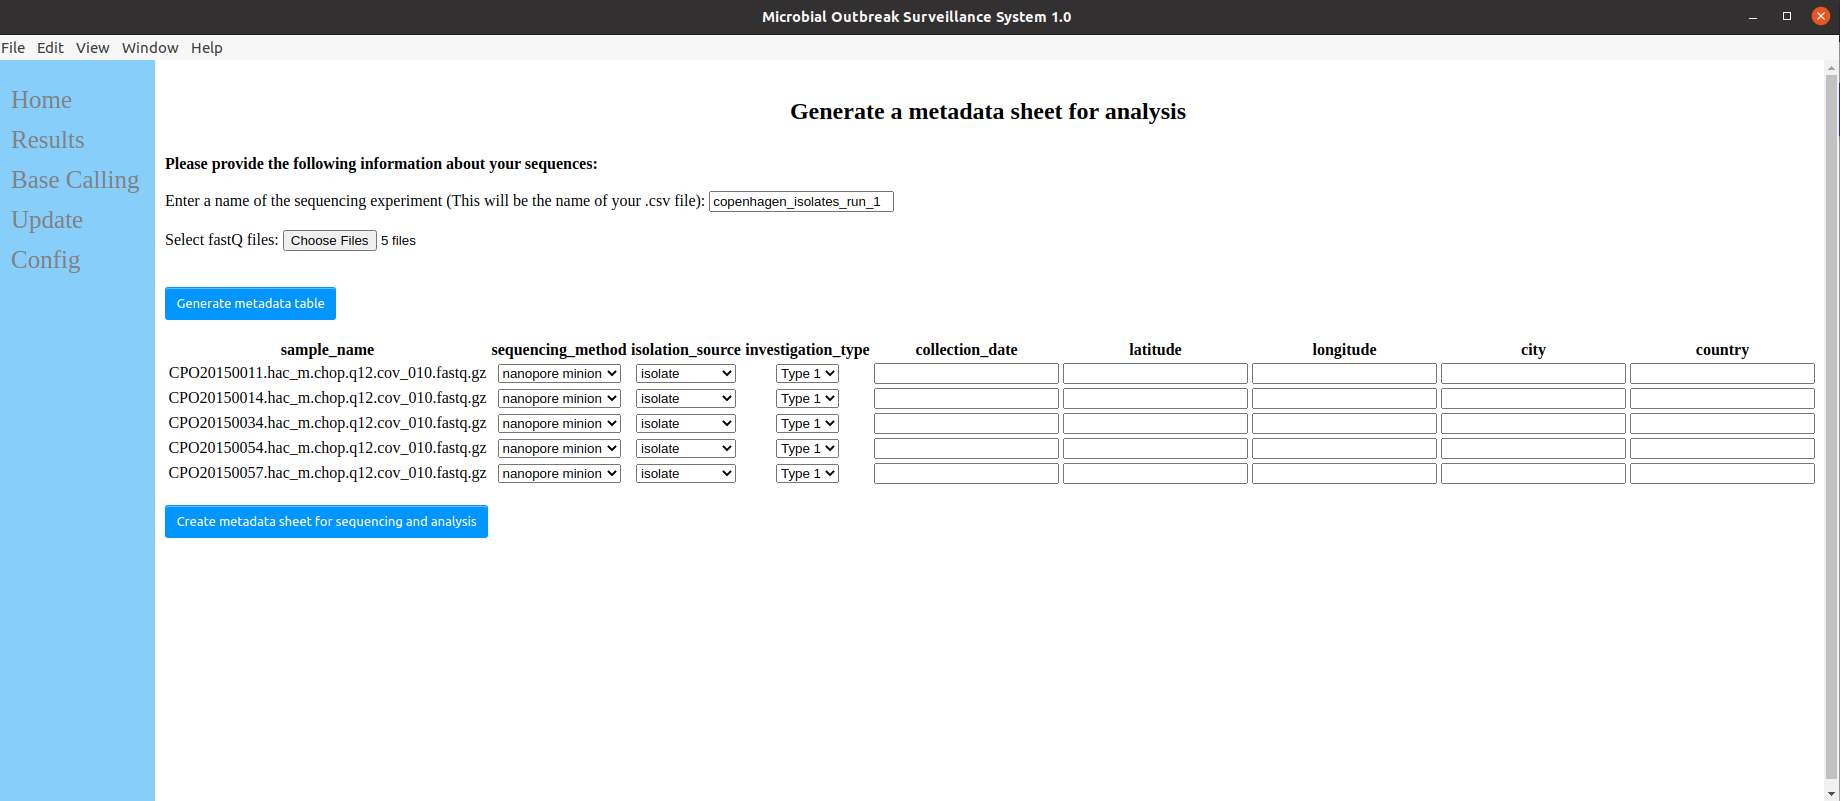 Microbial Outbreak Surveillance System 1.0
File Edit View Window Help
Home
Results
Base Calling
Update
Config
Generate a metadata sheet for analysis
Please provide the following information about your sequences:
Enter a name of the sequencing experiment (This will be the name of your .csv file): copenhagen_isolates_run_1
Select fastQ files: Choose Files 5 files
Generate metadata table
sample_name sequencing_method isolation_source investigation_type collection_date latitude longitude city country
CPO20150011.hac_m.chop.q12.cov_010.fastq.gz nanopore minion isolate Type 1
CPO20150014.hac_m.chop.q12.cov_010.fastq.gz nanopore minion isolate Type 1
CPO20150034.hac_m.chop.q12.cov_010.fastq.gz nanopore minion isolate Type 1
CPO20150054.hac_m.chop.q12.cov_010.fastq.gz nanopore minion isolate Type 1
CPO20150057.hac_m.chop.q12.cov_010.fastq.gz nanopore minion isolate Type 1
Create metadata sheet for sequencing and analysis